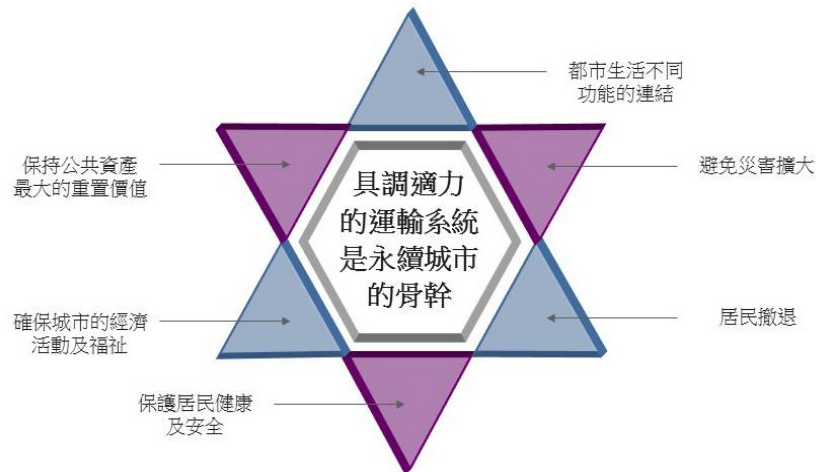 都市生活不同
功能的連結
保持公共資產
最大的重置價值
避免災害擴大
具調適力
的運輸系統
是永續城市
的骨幹
確保城市的經濟
活動及福祉
居民撤退
保護居民健康
及安全